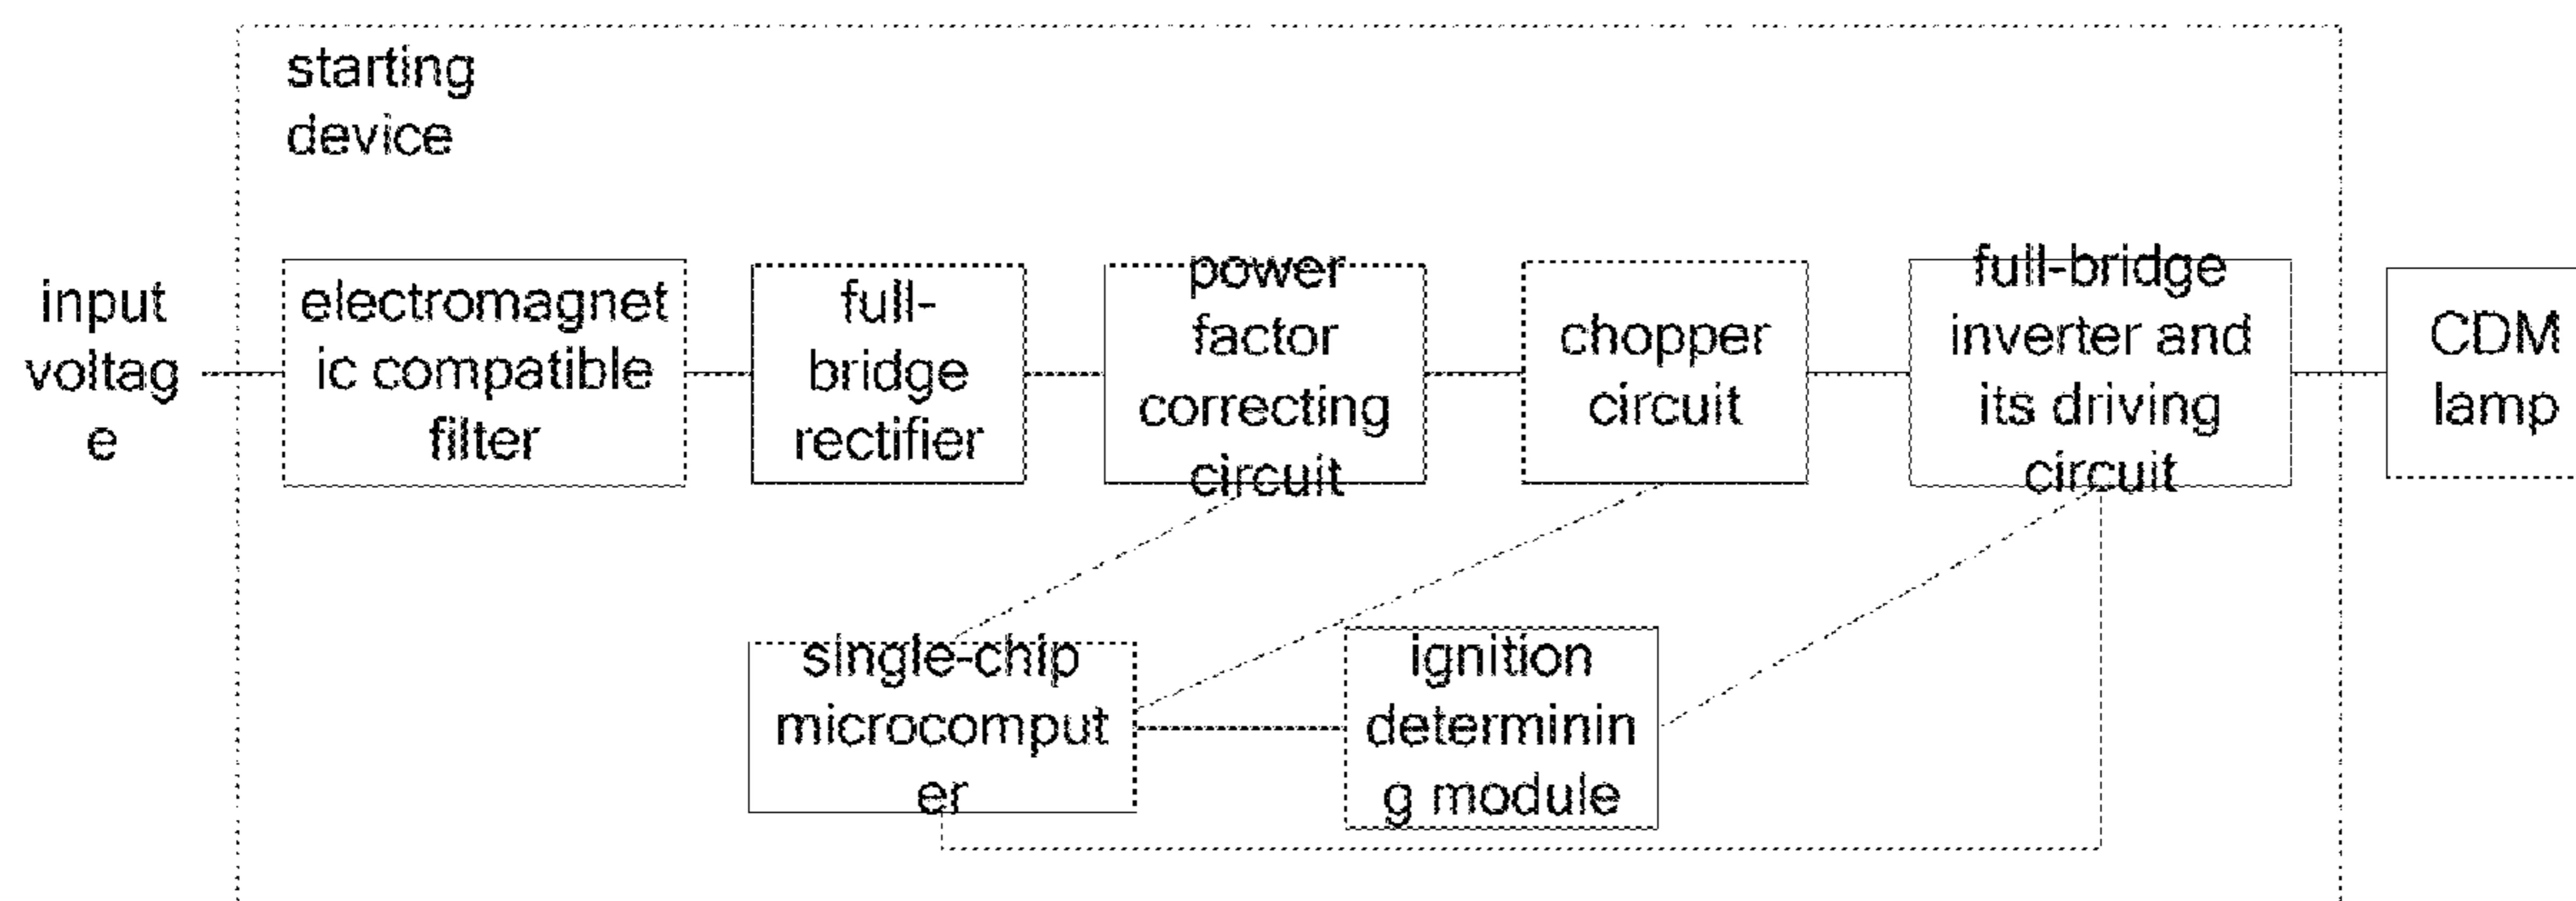 starting
device
input
voltag
e
electromagnet
ic compatible
filter
full-
bridge
rectifier
power
factor
correcting
circuit
chopper
circuit
full-bridge
inverter and
its driving
circuit
CDM
lamp
single-chip
microcomput
er
ignition
determinin
g module